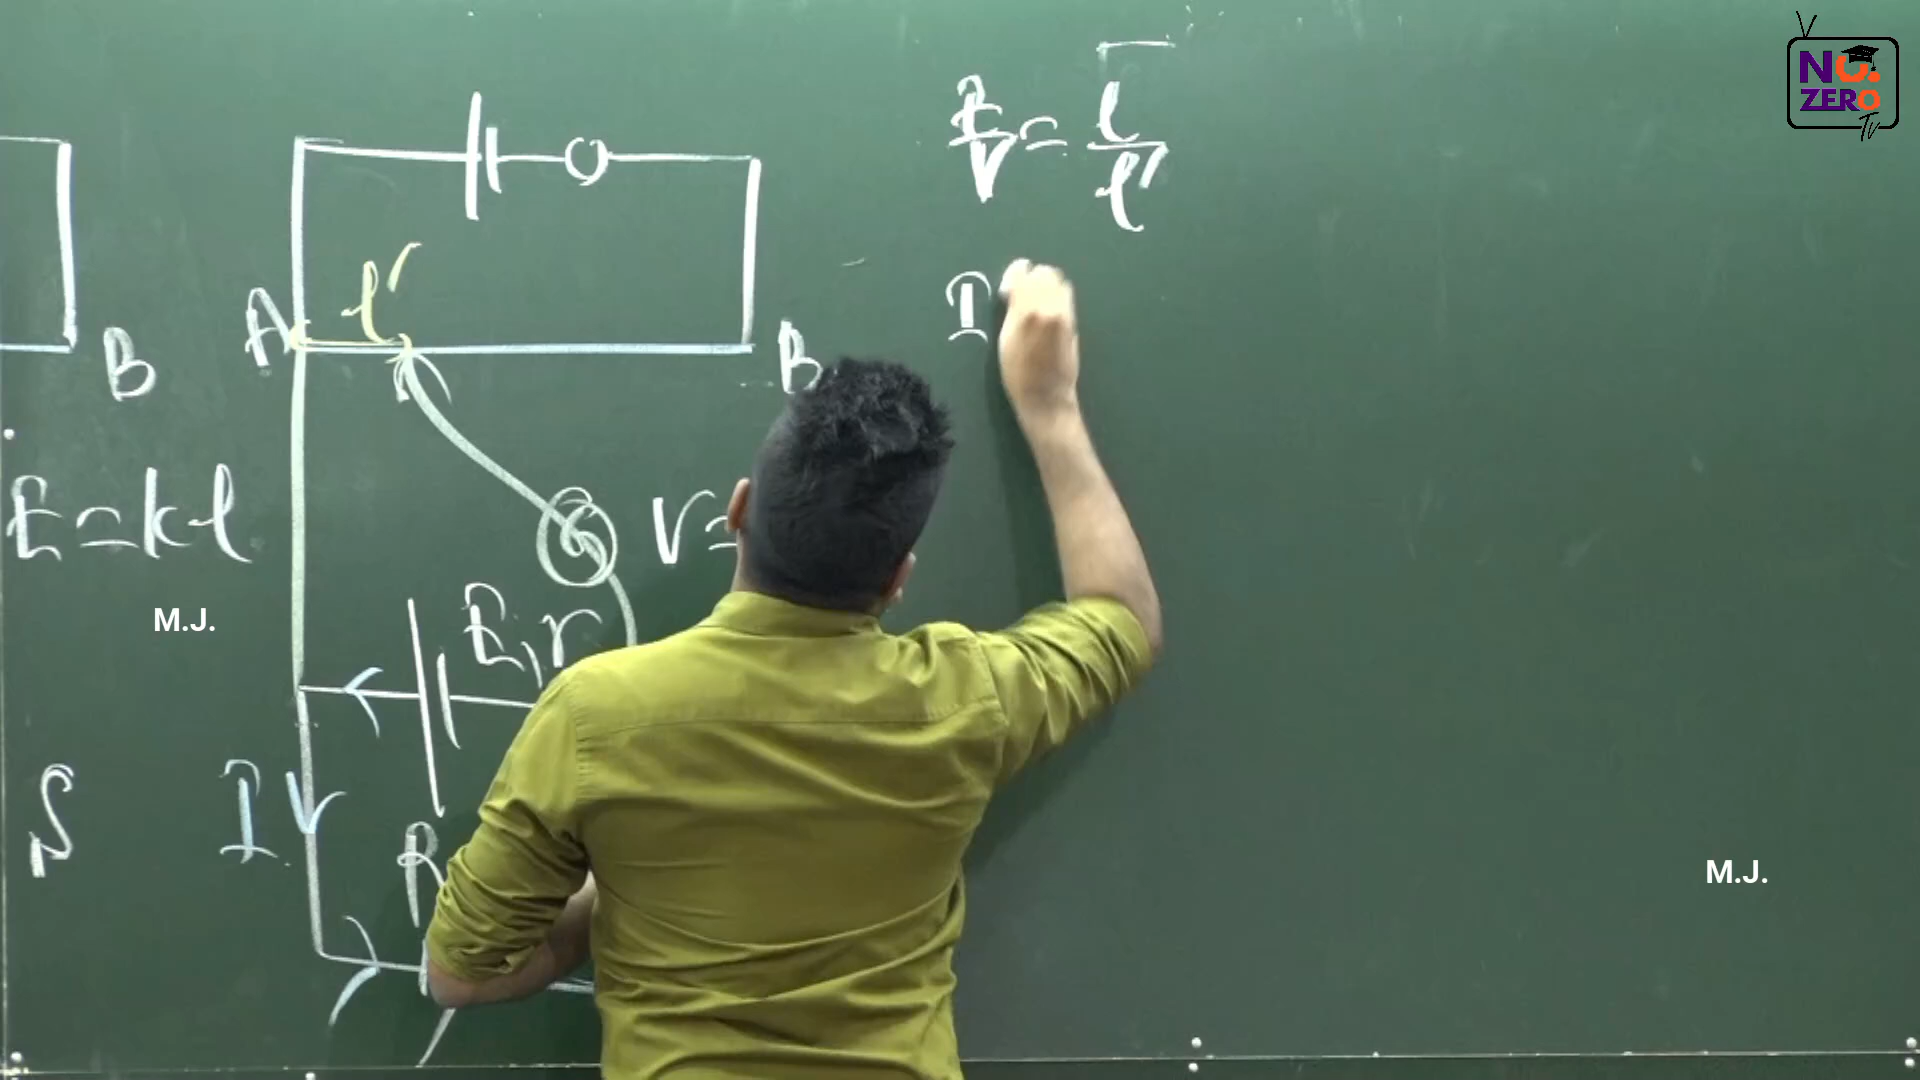 NO.
ZERO
Tv
E/V = l/l'
l'
A
B
B
I
E = kl
V =
E, r
M.J.
S
I
R
M.J.